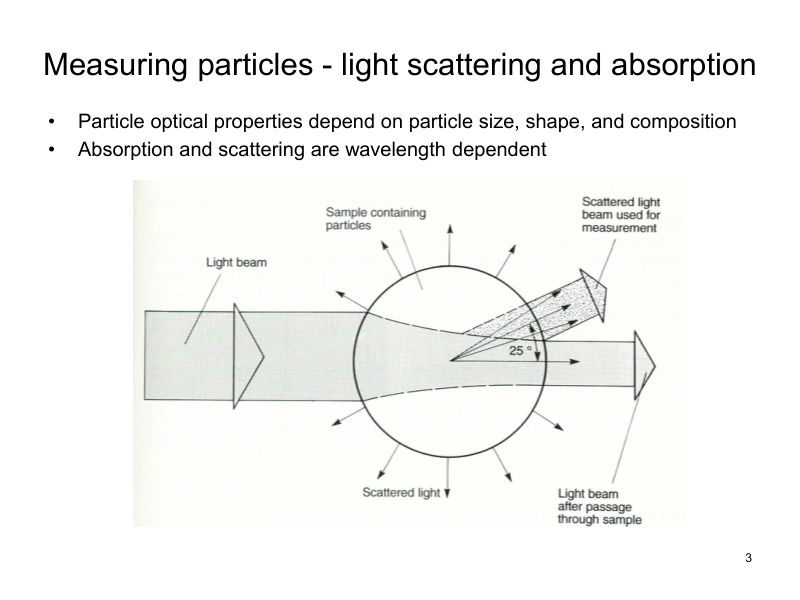 Measuring particles - light scattering and absorption
• Particle optical properties depend on particle size, shape, and composition
• Absorption and scattering are wavelength dependent
Scattered light
beam used for
measurement
Sample containing
particles
Light beam
25 °
Scattered light
Light beam
after passage
through sample
3